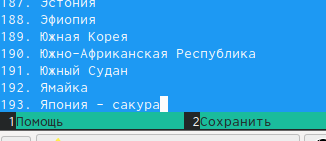 187. Эстония
188. Эфиопия
189. Южная Корея
190. Южно-Африканская Республика
191. Южный Судан
192. Ямайка
193. Япония - сакура
1Помощь 2Сохранить